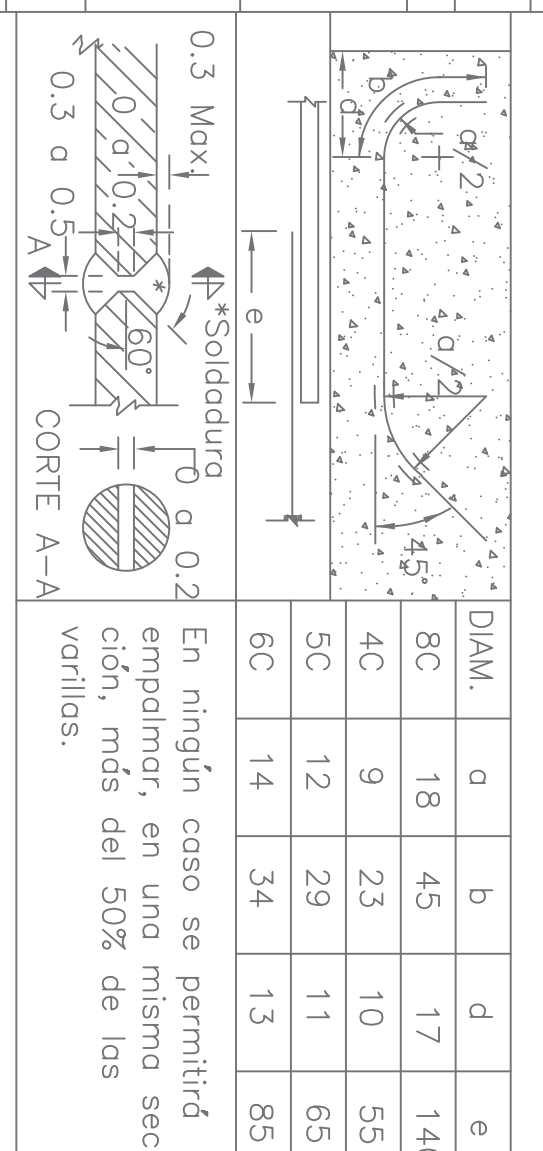 b
d
a/2
a/2
45°
e
0.3 Max.
0 a 0.2
0.3 a 0.5
A
*
*Soldadura
60°
0 a 0.2
CORTE A-A
DIAM. a b d e
8C 18 45 17
4C 9 23 10 55
5C 12 29 11 65
6C 14 34 13 85
En ningún caso se permitirá
empalmar, en una misma sec
ción, más del 50% de las
varillas.